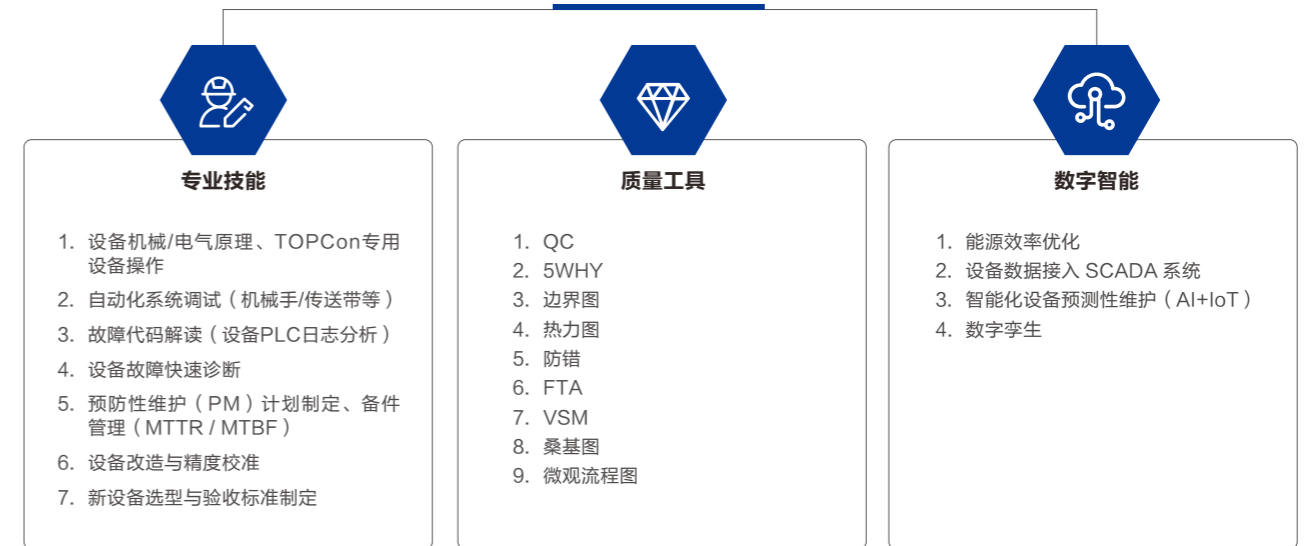 专业技能
1. 设备机械/电气原理、TOPCon专用
设备操作
2. 自动化系统调试（机械手/传送带等）
3. 故障代码解读（设备PLC日志分析）
4. 设备故障快速诊断
5. 预防性维护（PM）计划制定、备件
管理（MTTR / MTBF）
6. 设备改造与精度校准
7. 新设备选型与验收标准制定
质量工具
1. QC
2. 5WHY
3. 边界图
4. 热力图
5. 防错
6. FTA
7. VSM
8. 桑基图
9. 微观流程图
数字智能
1. 能源效率优化
2. 设备数据接入 SCADA 系统
3. 智能化设备预测性维护（AI+IoT）
4. 数字孪生